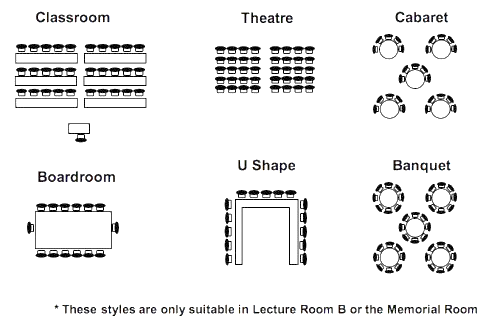 Classroom
Theatre
Cabaret
Boardroom
U Shape
Banquet
* These styles are only suitable in Lecture Room B or the Memorial Room